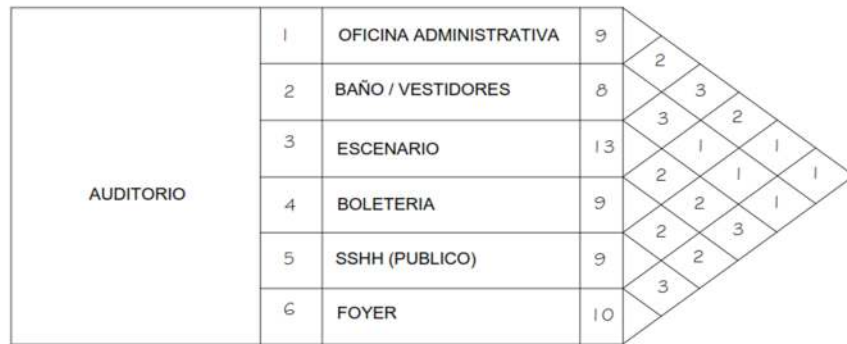 AUDITORIO
1 OFICINA ADMINISTRATIVA 9
2 BAÑO / VESTIDORES 8
3 ESCENARIO 13
4 BOLETERIA 9
5 SSHH (PUBLICO) 9
6 FOYER 10
2
3
3 2
1 1
2 1 1
2 1
2 3
2
3